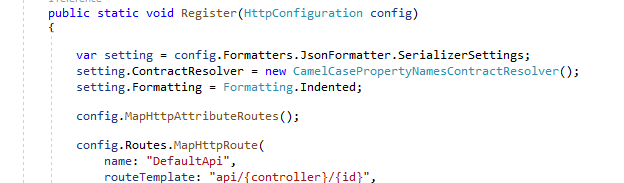 public static void Register(HttpConfiguration config)
{
var setting = config.Formatters.JsonFormatter.SerializerSettings;
setting.ContractResolver = new CamelCasePropertyNamesContractResolver();
setting.Formatting = Formatting.Indented;
config.MapHttpAttributeRoutes();
config.Routes.MapHttpRoute(
name: "DefaultApi",
routeTemplate: "api/{controller}/{id}",